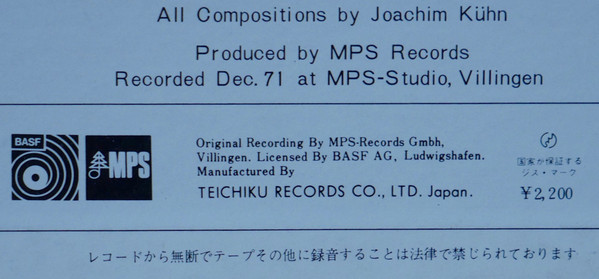 All Compositions by Joachim Kühn
Produced by MPS Records
Recorded Dec. 71 at MPS-Studio, Villingen
BASF
MPS
Original Recording By MPS-Records Gmbh,
Villingen. Licensed By BASF AG, Ludwigshafen.
Manufactured By
TEICHIKU RECORDS CO., LTD. Japan.
国家が保証する
ジス・マーク
¥2,200
レコードから無断でテープその他に録音することは法律で禁じられております